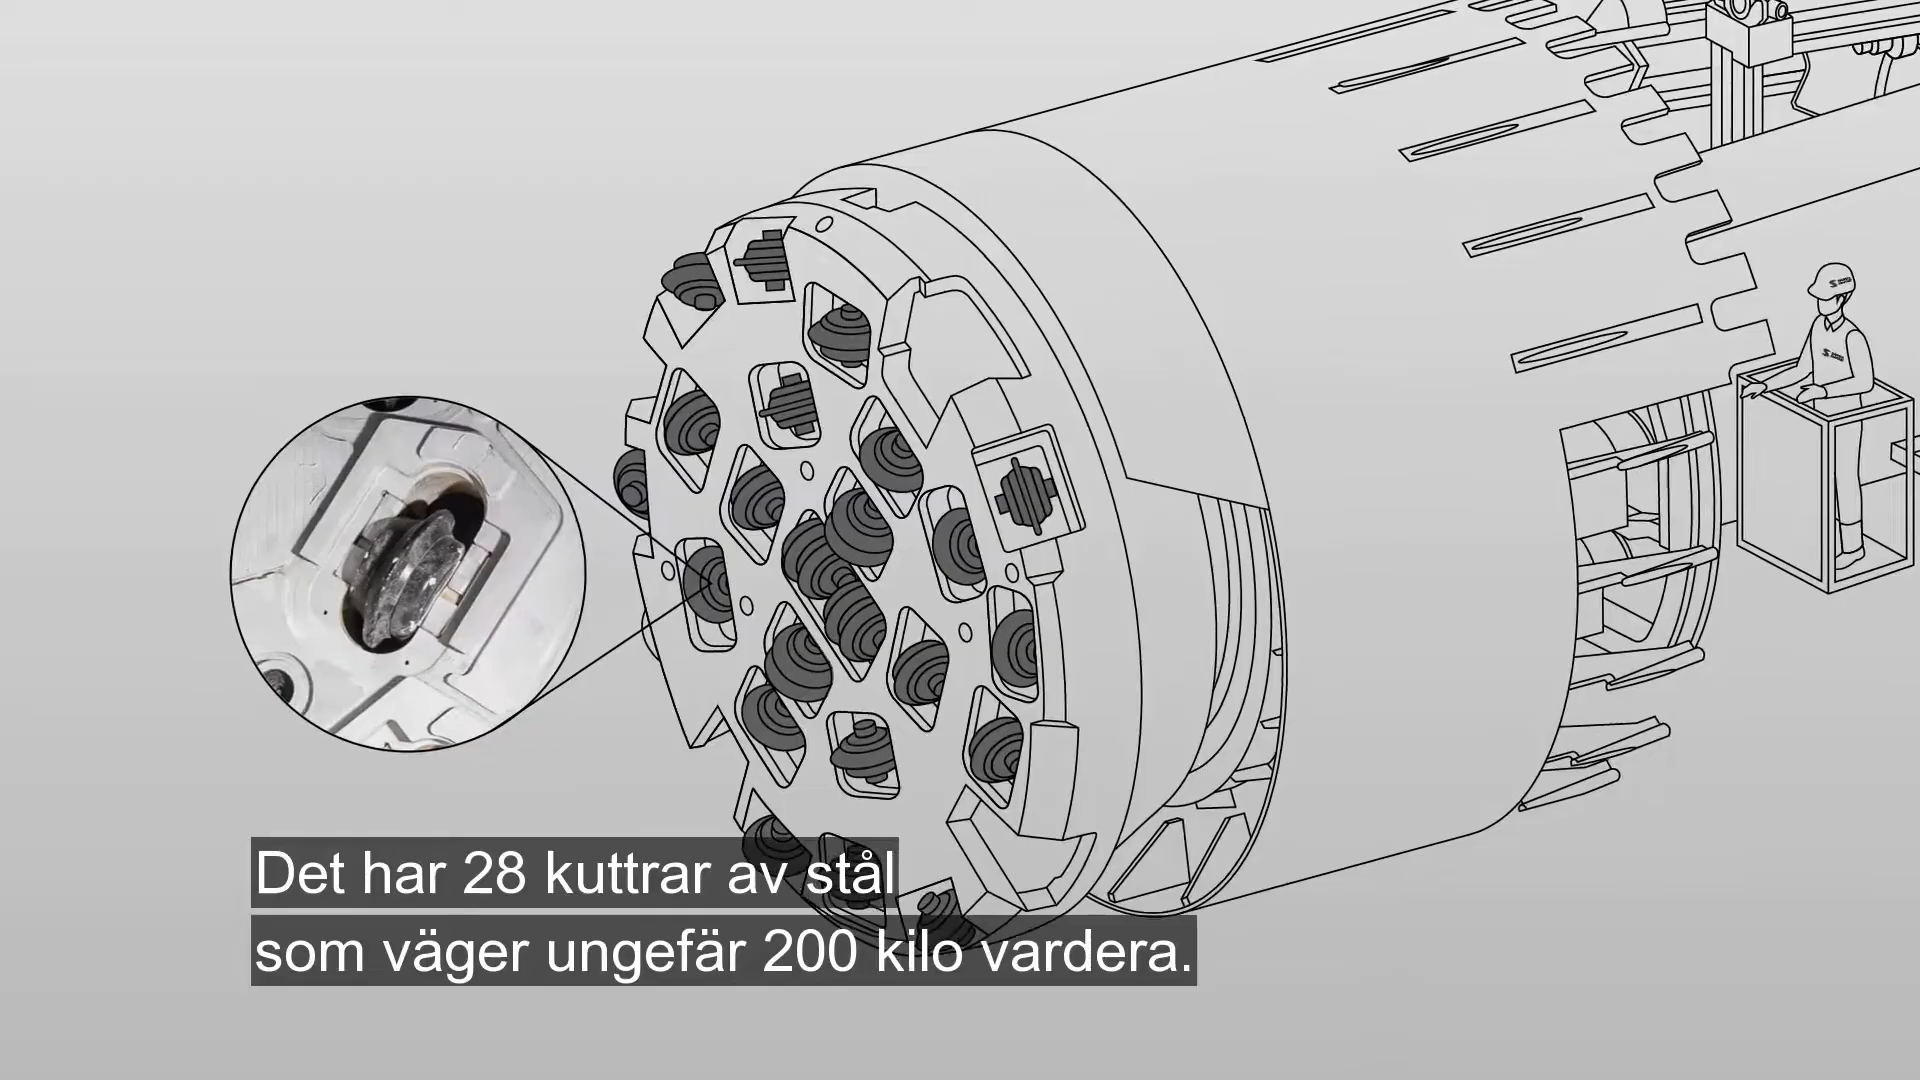 Det har 28 kuttrar av stål
som väger ungefär 200 kilo vardera.